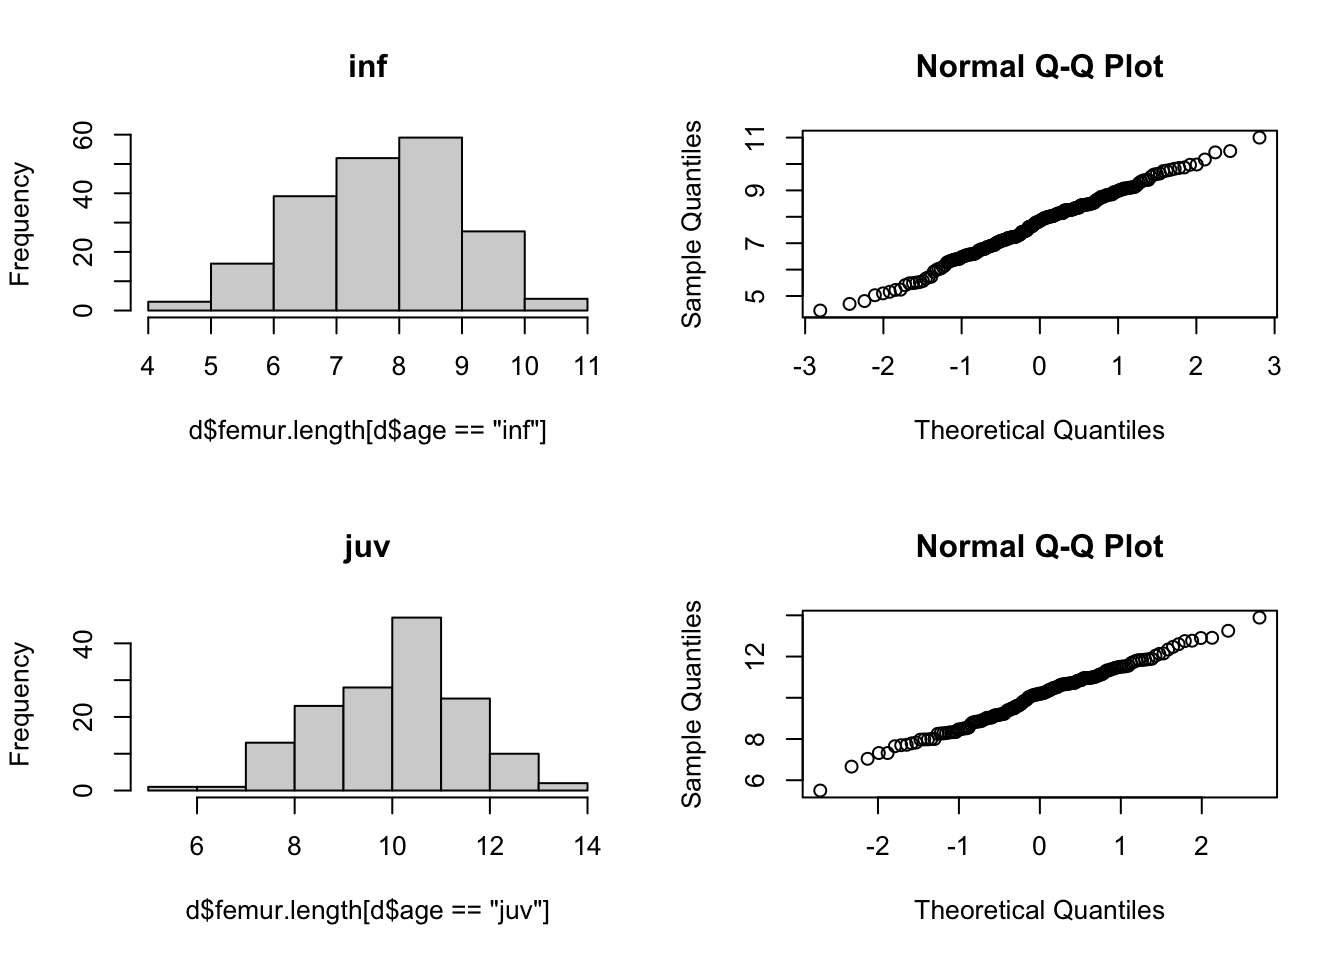 inf
Frequency
0 20 40 60
4 5 6 7 8 9 10 11
d$femur.length[d$age == "inf"]
Normal Q-Q Plot
Sample Quantiles
5 7 9 11
-3 -2 -1 0 1 2 3
Theoretical Quantiles
juv
Frequency
0 20 40
6 8 10 12 14
d$femur.length[d$age == "juv"]
Normal Q-Q Plot
Sample Quantiles
6 8 12
-2 -1 0 1 2
Theoretical Quantiles